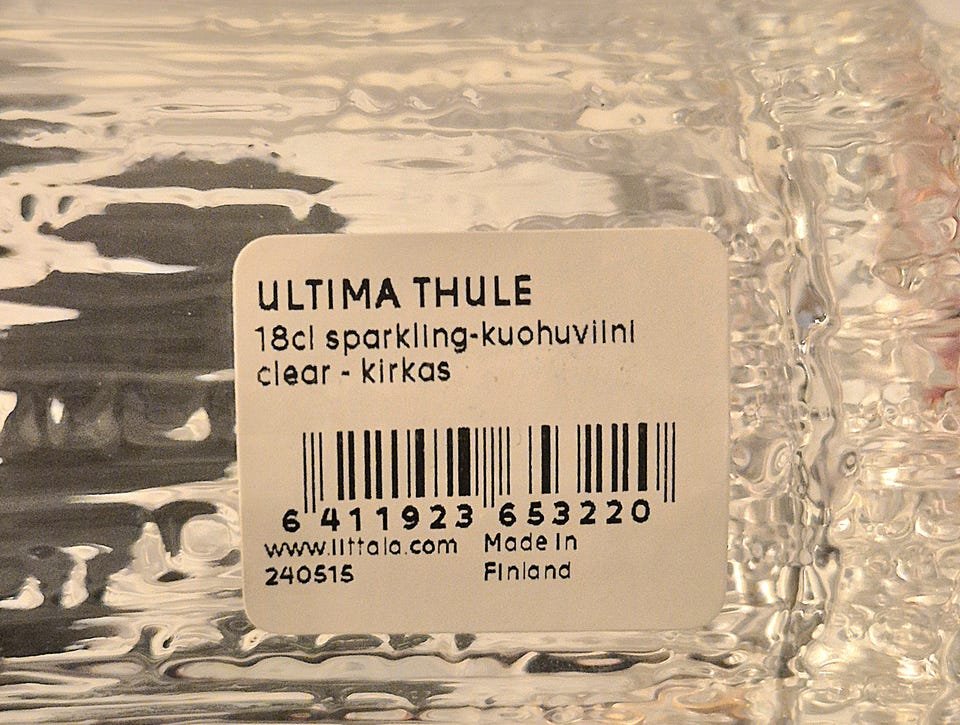 ULTIMA THULE
18cl sparkling-kuohuviini
clear - kirkas
6 411923 653220
www.iittala.com Made in
240515 Finland